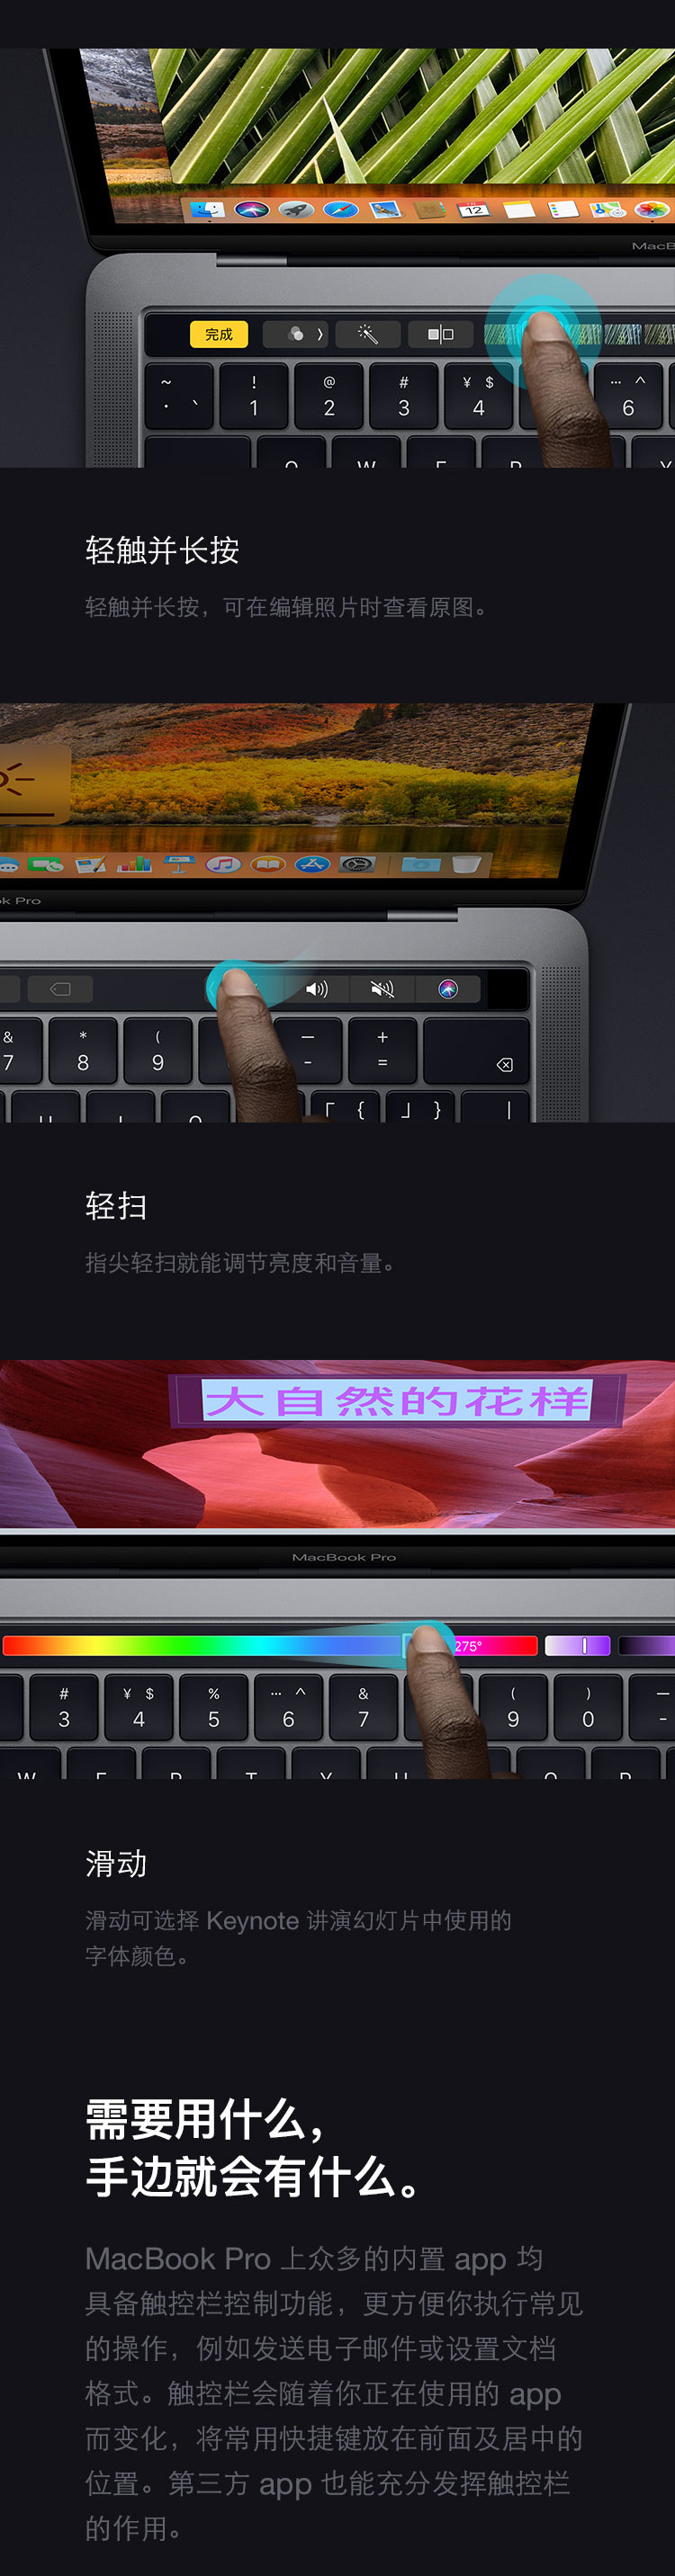 17
12
MacB
完成
~ ! @ # ¥ $ ... ^
· ` 1 2 3 4 6
Q W E R Y
轻触并长按
轻触并长按，可在编辑照片时查看原图。
k Pro
& * ( — +
7 8 9 - =
U I O 「 { 」 } |
轻扫
指尖轻扫就能调节亮度和音量。
大自然的花样
MacBook Pro
275°
# ¥ $ % ... ^ & ( ) —
3 4 5 6 7 9 0 -
W E R T Y U O P
滑动
滑动可选择 Keynote 讲演幻灯片中使用的
字体颜色。
需要用什么，
手边就会有什么。
MacBook Pro 上众多的内置 app 均
具备触控栏控制功能，更方便你执行常见
的操作，例如发送电子邮件或设置文档
格式。触控栏会随着你正在使用的 app
而变化，将常用快捷键放在前面及居中的
位置。第三方 app 也能充分发挥触控栏
的作用。